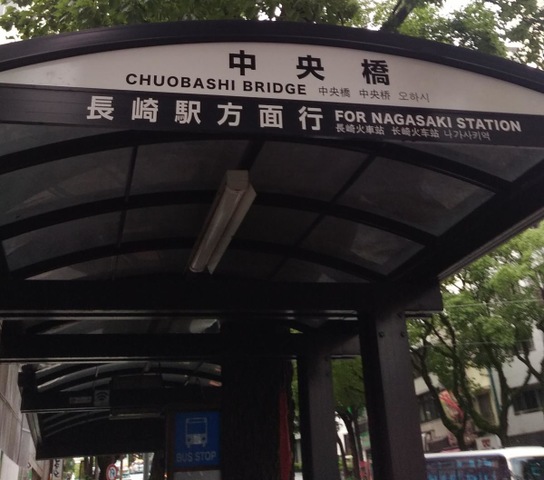 中央橋
CHUOBASHI BRIDGE 中央橋 中央桥 오하시
長崎駅方面行 FOR NAGASAKI STATION
長崎火車站 长崎火车站 나가사키역
BUS STOP